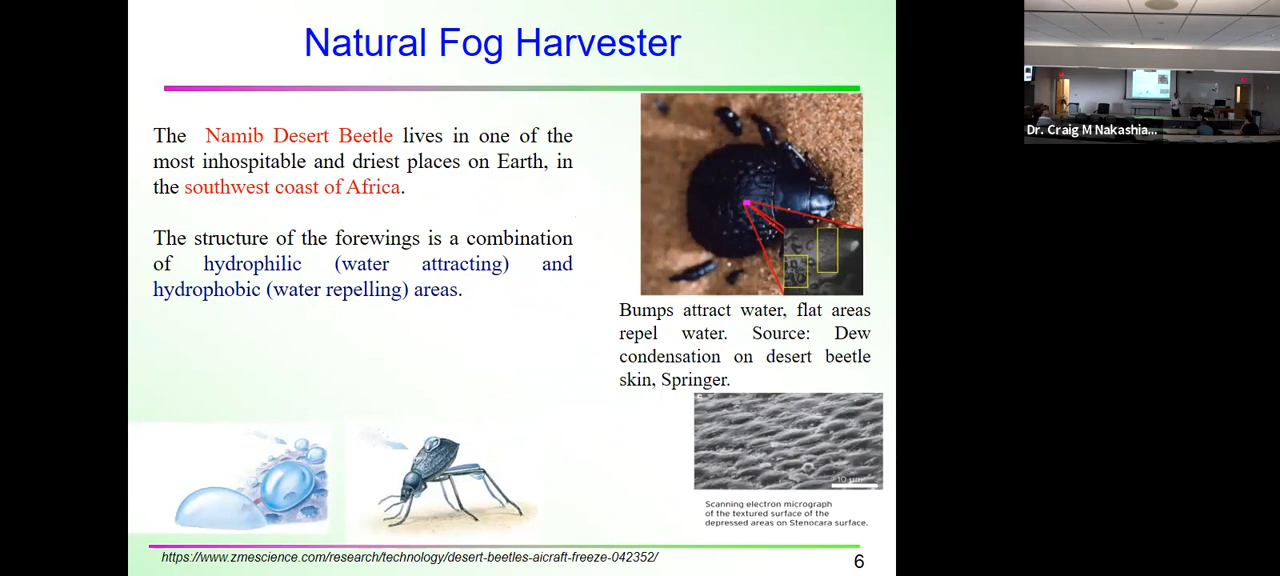 Natural Fog Harvester
The Namib Desert Beetle lives in one of the
most inhospitable and driest places on Earth, in
the southwest coast of Africa.
The structure of the forewings is a combination
of hydrophilic (water attracting) and
hydrophobic (water repelling) areas.
Bumps attract water, flat areas
repel water. Source: Dew
condensation on desert beetle
skin, Springer.
10 µm
Scanning electron micrograph
of the textured surface of the
depressed areas on Stenocara surface.
https://www.zmescience.com/research/technology/desert-beetles-aicraft-freeze-042352/
6
Dr. Craig M Nakashia...